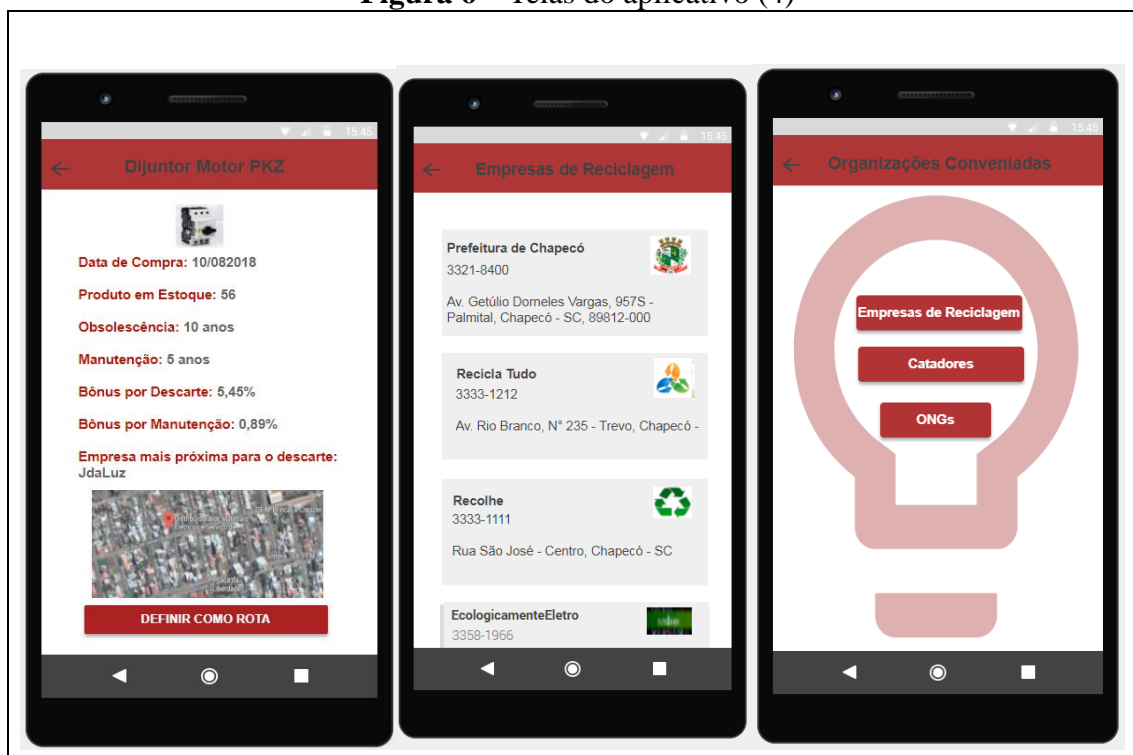 Figura 6 – Telas do aplicativo (4)
15:45
Dijuntor Motor PKZ
Data de Compra: 10/082018
Produto em Estoque: 56
Obsolescência: 10 anos
Manutenção: 5 anos
Bônus por Descarte: 5,45%
Bônus por Manutenção: 0,89%
Empresa mais próxima para o descarte:
JdaLuz
DEFINIR COMO ROTA
15:45
Empresas de Reciclagem
Prefeitura de Chapecó
3321-8400
Av. Getúlio Dorneles Vargas, 957S -
Palmital, Chapecó - SC, 89812-000
Recicla Tudo
3333-1212
Av. Rio Branco, N° 235 - Trevo, Chapecó -
Recolhe
3333-1111
Rua São José - Centro, Chapecó - SC
EcologicamenteEletro
3358-1966
15:45
Organizações Conveniadas
Empresas de Reciclagem
Catadores
ONGs